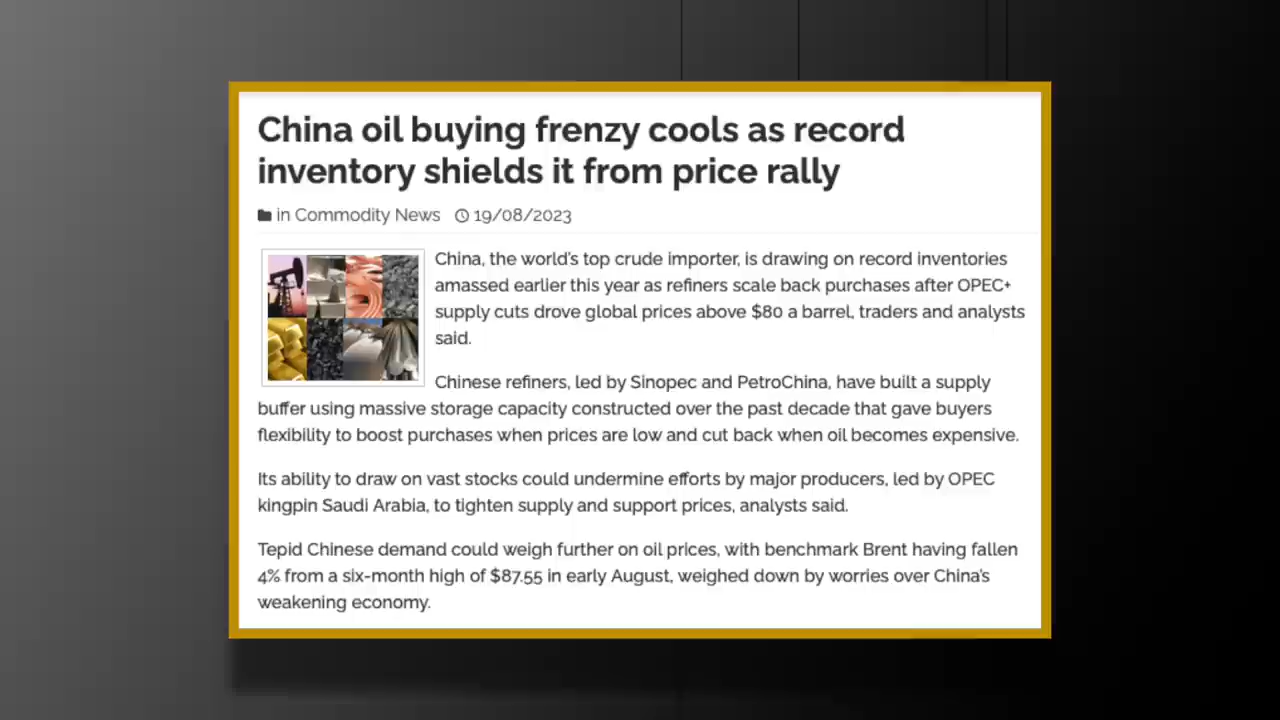 China oil buying frenzy cools as record
inventory shields it from price rally
in Commodity News 19/08/2023
China, the world's top crude importer, is drawing on record inventories
amassed earlier this year as refiners scale back purchases after OPEC+
supply cuts drove global prices above $80 a barrel, traders and analysts
said.
Chinese refiners, led by Sinopec and PetroChina, have built a supply
buffer using massive storage capacity constructed over the past decade that gave buyers
flexibility to boost purchases when prices are low and cut back when oil becomes expensive.
Its ability to draw on vast stocks could undermine efforts by major producers, led by OPEC
kingpin Saudi Arabia, to tighten supply and support prices, analysts said.
Tepid Chinese demand could weigh further on oil prices, with benchmark Brent having fallen
4% from a six-month high of $87.55 in early August, weighed down by worries over China's
weakening economy.